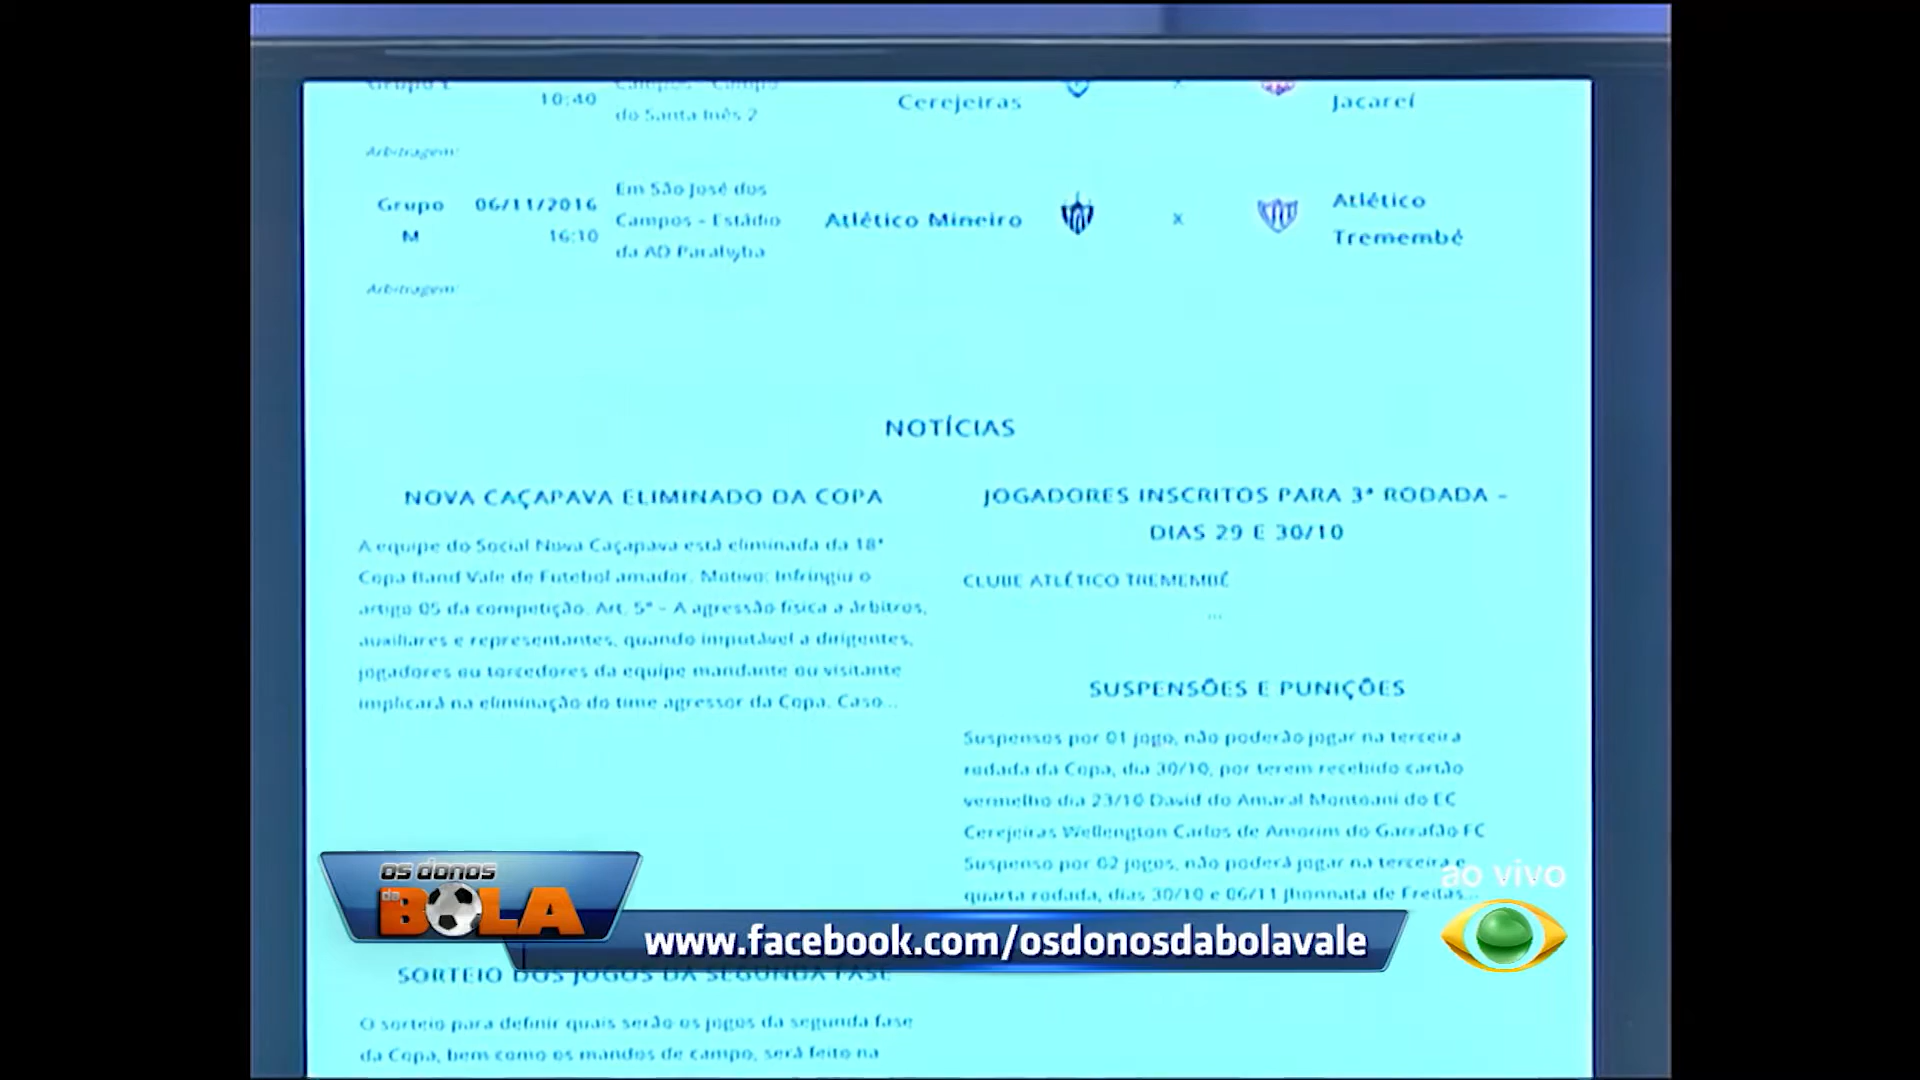 Grupo
10:40
do Santa Inês 2
Cerejeiras
x
Jacareí
Arbitragem:
Grupo
M
06/11/2016
16:10
Em São José dos
Campos - Estádio
da AD Parahyba
Atlético Mineiro
x
Atlético
Tremembé
Arbitragem:
NOTÍCIAS
NOVA CAÇAPAVA ELIMINADO DA COPA
A equipe do Social Nova Caçapava está eliminada da 18ª
Copa Band Vale de Futebol amador. Motivo: Infringiu o
artigo 05 da competição. Art. 5º - A agressão física a árbitros,
auxiliares e representantes, quando imputável a dirigentes,
jogadores ou torcedores da equipe mandante ou visitante
implicará na eliminação do time agressor da Copa. Caso...
JOGADORES INSCRITOS PARA 3ª RODADA –
DIAS 29 E 30/10
CLUBE ATLÉTICO TREMEMBÉ
...
SUSPENSÕES E PUNIÇÕES
Suspensos por 01 jogo, não poderão jogar na terceira
rodada da Copa, dia 30/10, por terem recebido cartão
vermelho dia 23/10 David do Amaral Montoani do EC
Cerejeiras Wellengton Carlos de Amorim do Garrafão FC
Suspenso por 02 jogos, não poderá jogar na terceira e
quarta rodada, dias 30/10 e 06/11 Jhonnata de Freitas...
ao vivo
os donos
da
BOLA
www.facebook.com/osdonosdabolavale
SORTEIO DOS JOGOS DA SEGUNDA FASE
O sorteio para definir quais serão os jogos da segunda fase
da Copa, bem como os mandos de campo, será feito na